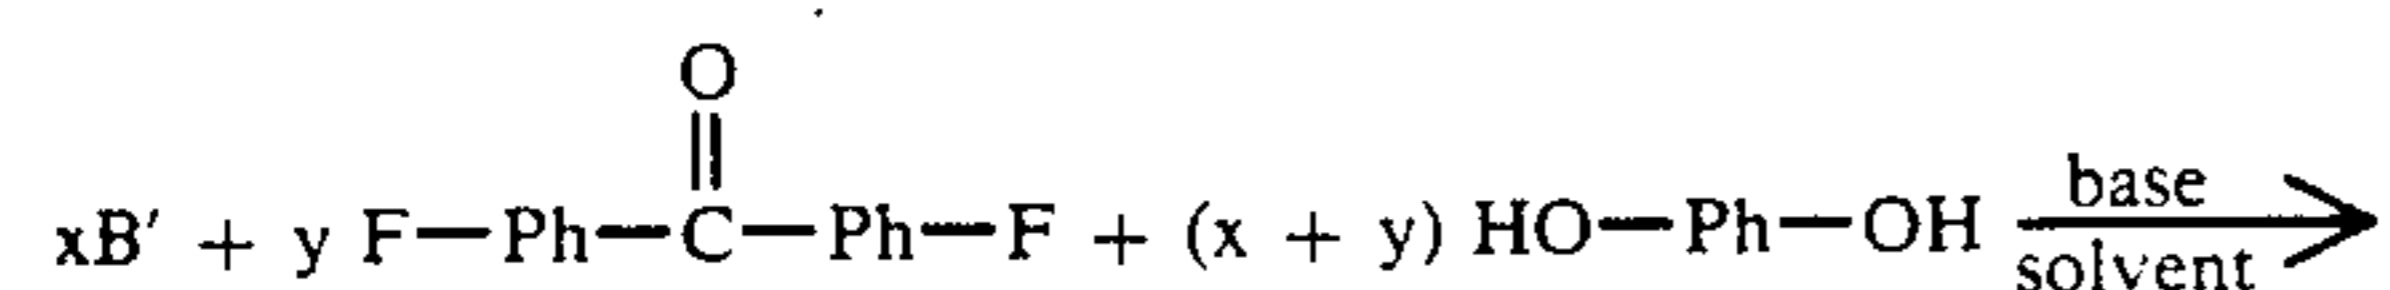 O
xB′ + y F—Ph—C—Ph—F + (x + y) HO—Ph—OH base
solvent